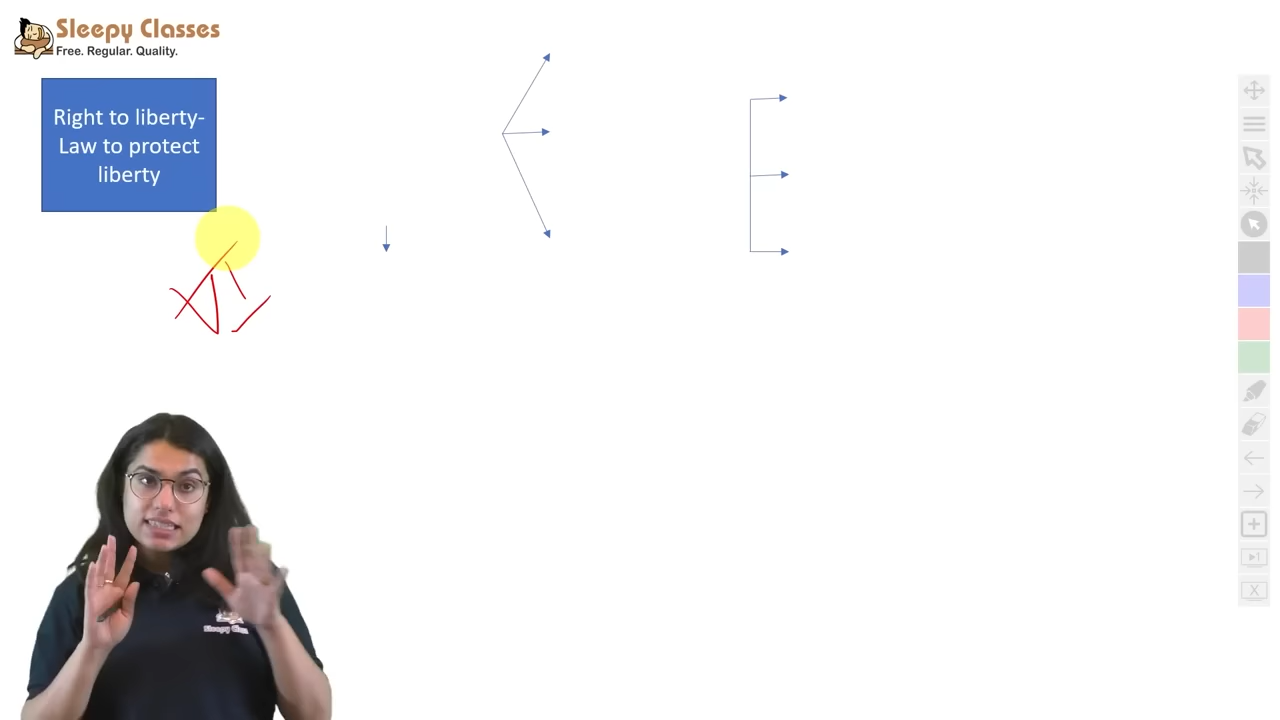 Sleepy Classes
Free. Regular. Quality.
Right to liberty-
Law to protect
liberty